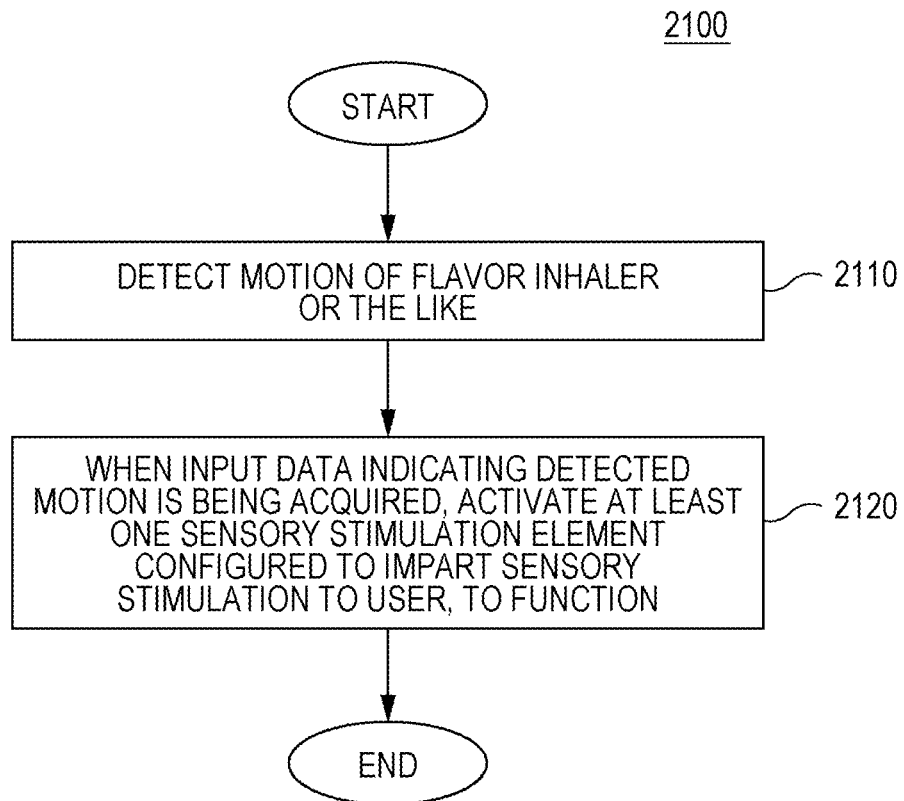 2100
START
DETECT MOTION OF FLAVOR INHALER
OR THE LIKE
2110
WHEN INPUT DATA INDICATING DETECTED
MOTION IS BEING ACQUIRED, ACTIVATE AT LEAST
ONE SENSORY STIMULATION ELEMENT
CONFIGURED TO IMPART SENSORY
STIMULATION TO USER, TO FUNCTION
2120
END